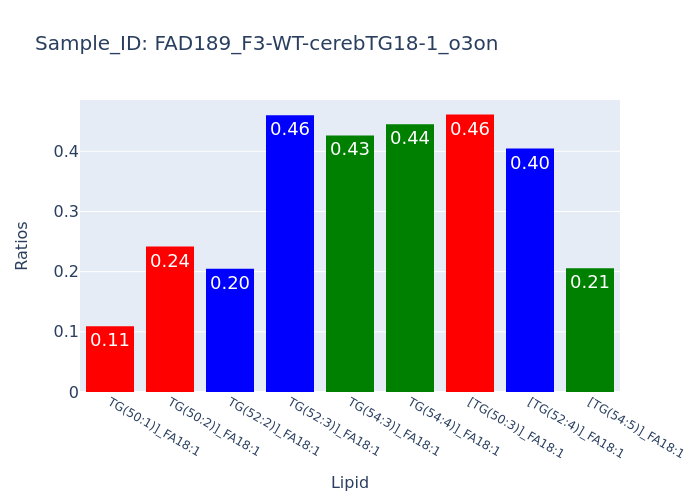 Sample_ID: FAD189_F3-WT-cerebTG18-1_o3on
Ratios
0.4
0.3
0.2
0.1
0
0.11
0.24
0.20
0.46
0.43
0.44
0.46
0.40
0.21
TG(50:1)]_FA18:1
TG(50:2)]_FA18:1
TG(52:2)]_FA18:1
TG(52:3)]_FA18:1
TG(54:3)]_FA18:1
TG(54:4)]_FA18:1
[TG(50:3)]_FA18:1
[TG(52:4)]_FA18:1
[TG(54:5)]_FA18:1
Lipid